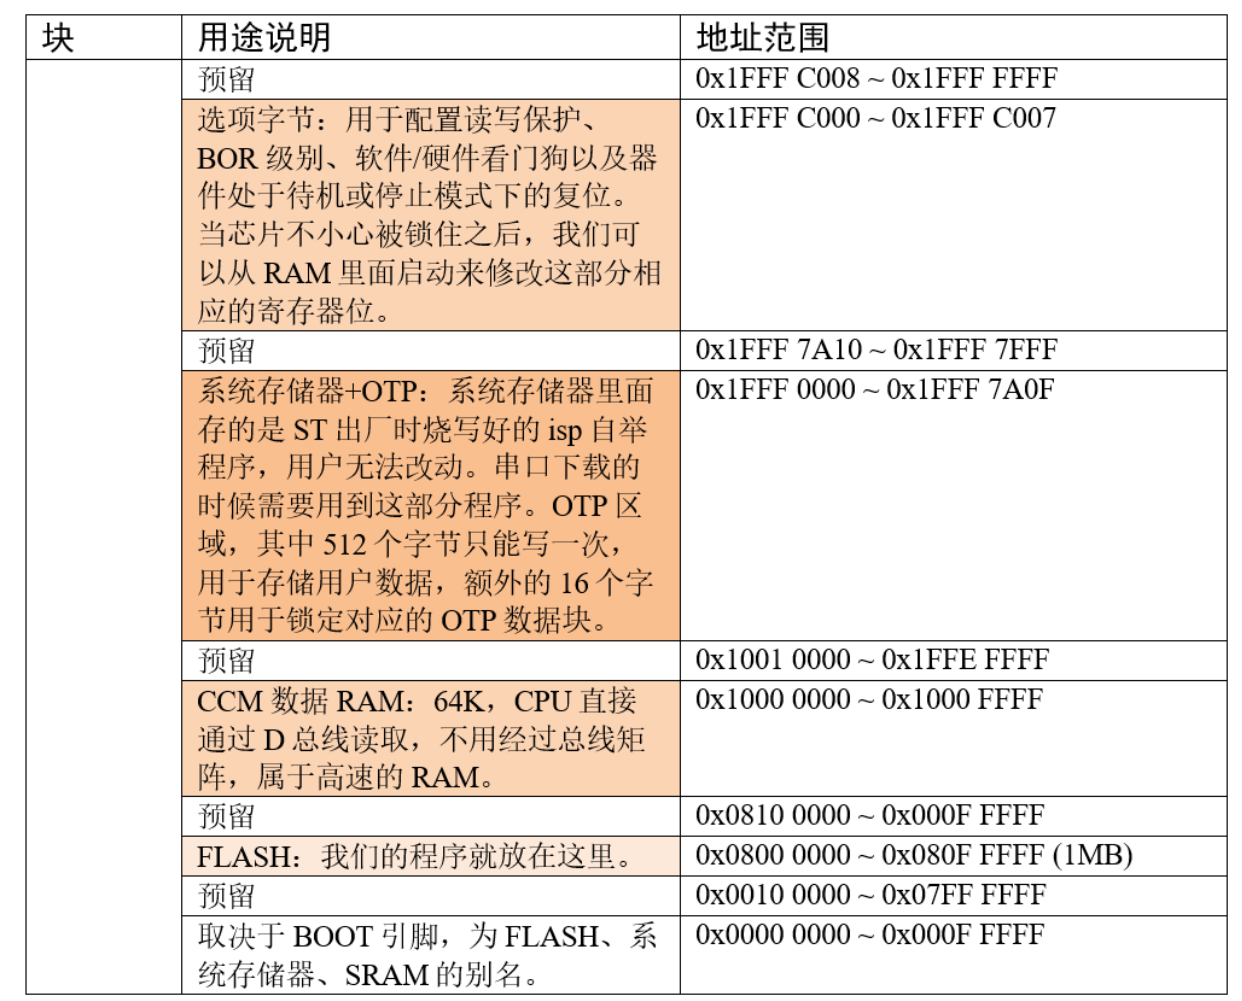 块 用途说明 地址范围
预留 0x1FFF C008 ~ 0x1FFF FFFF
选项字节：用于配置读写保护、 0x1FFF C000 ~ 0x1FFF C007
BOR 级别、软件/硬件看门狗以及器
件处于待机或停止模式下的复位。
当芯片不小心被锁住之后，我们可
以从 RAM 里面启动来修改这部分相
应的寄存器位。
预留 0x1FFF 7A10 ~ 0x1FFF 7FFF
系统存储器+OTP：系统存储器里面 0x1FFF 0000 ~ 0x1FFF 7A0F
存的是 ST 出厂时烧写好的 isp 自举
程序，用户无法改动。串口下载的
时候需要用到这部分程序。OTP 区
域，其中 512 个字节只能写一次，
用于存储用户数据，额外的 16 个字
节用于锁定对应的 OTP 数据块。
预留 0x1001 0000 ~ 0x1FFE FFFF
CCM 数据 RAM：64K，CPU 直接 0x1000 0000 ~ 0x1000 FFFF
通过 D 总线读取，不用经过总线矩
阵，属于高速的 RAM。
预留 0x0810 0000 ~ 0x000F FFFF
FLASH：我们的程序就放在这里。 0x0800 0000 ~ 0x080F FFFF (1MB)
预留 0x0010 0000 ~ 0x07FF FFFF
取决于 BOOT 引脚，为 FLASH、系 0x0000 0000 ~ 0x000F FFFF
统存储器、SRAM 的别名。